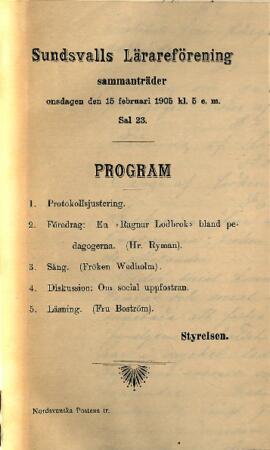 Sundsvalls Lärareförening
sammanträder
onsdagen den 15 februari 1905 kl. 5 e. m.
Sal 23.
PROGRAM
1. Protokollsjustering.
2. Föredrag: En »Ragnar Lodbrok» bland pe-
dagogerna. (Hr. Ryman).
3. Sång. (Fröken Wedholm).
4. Diskussion: Om social uppfostran.
5. Läsning. (Fru Boström).
Styrelsen.
Nordsvenska Postens tr.